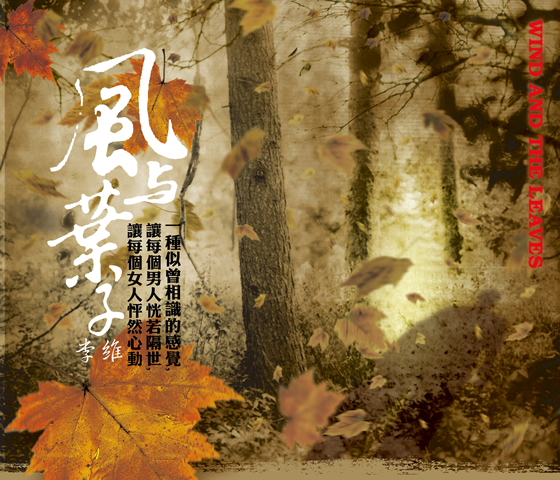 風与葉子
李維
一種似曾相識的感覺,
讓每個男人恍若隔世,
讓每個女人怦然心動
WIND AND THE LEAVES